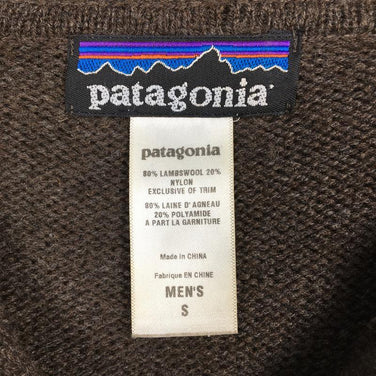 patagonia
patagonia
80% LAMBSWOOL 20%
NYLON
EXCLUSIVE OF TRIM
80% LAINE D'AGNEAU
20% POLYAMIDE
A PART LA GARNITURE
Made in CHINA
Fabrique EN CHINE
MEN'S
S